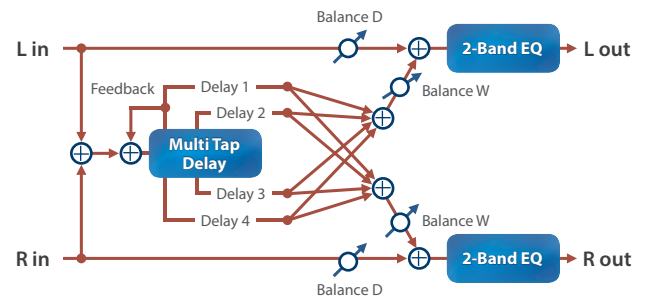 Balance D
L in
2-Band EQ
L out
Feedback
Delay 1
Balance W
Delay 2
Multi Tap
Delay
Delay 3
Delay 4
Balance W
R in
2-Band EQ
R out
Balance D